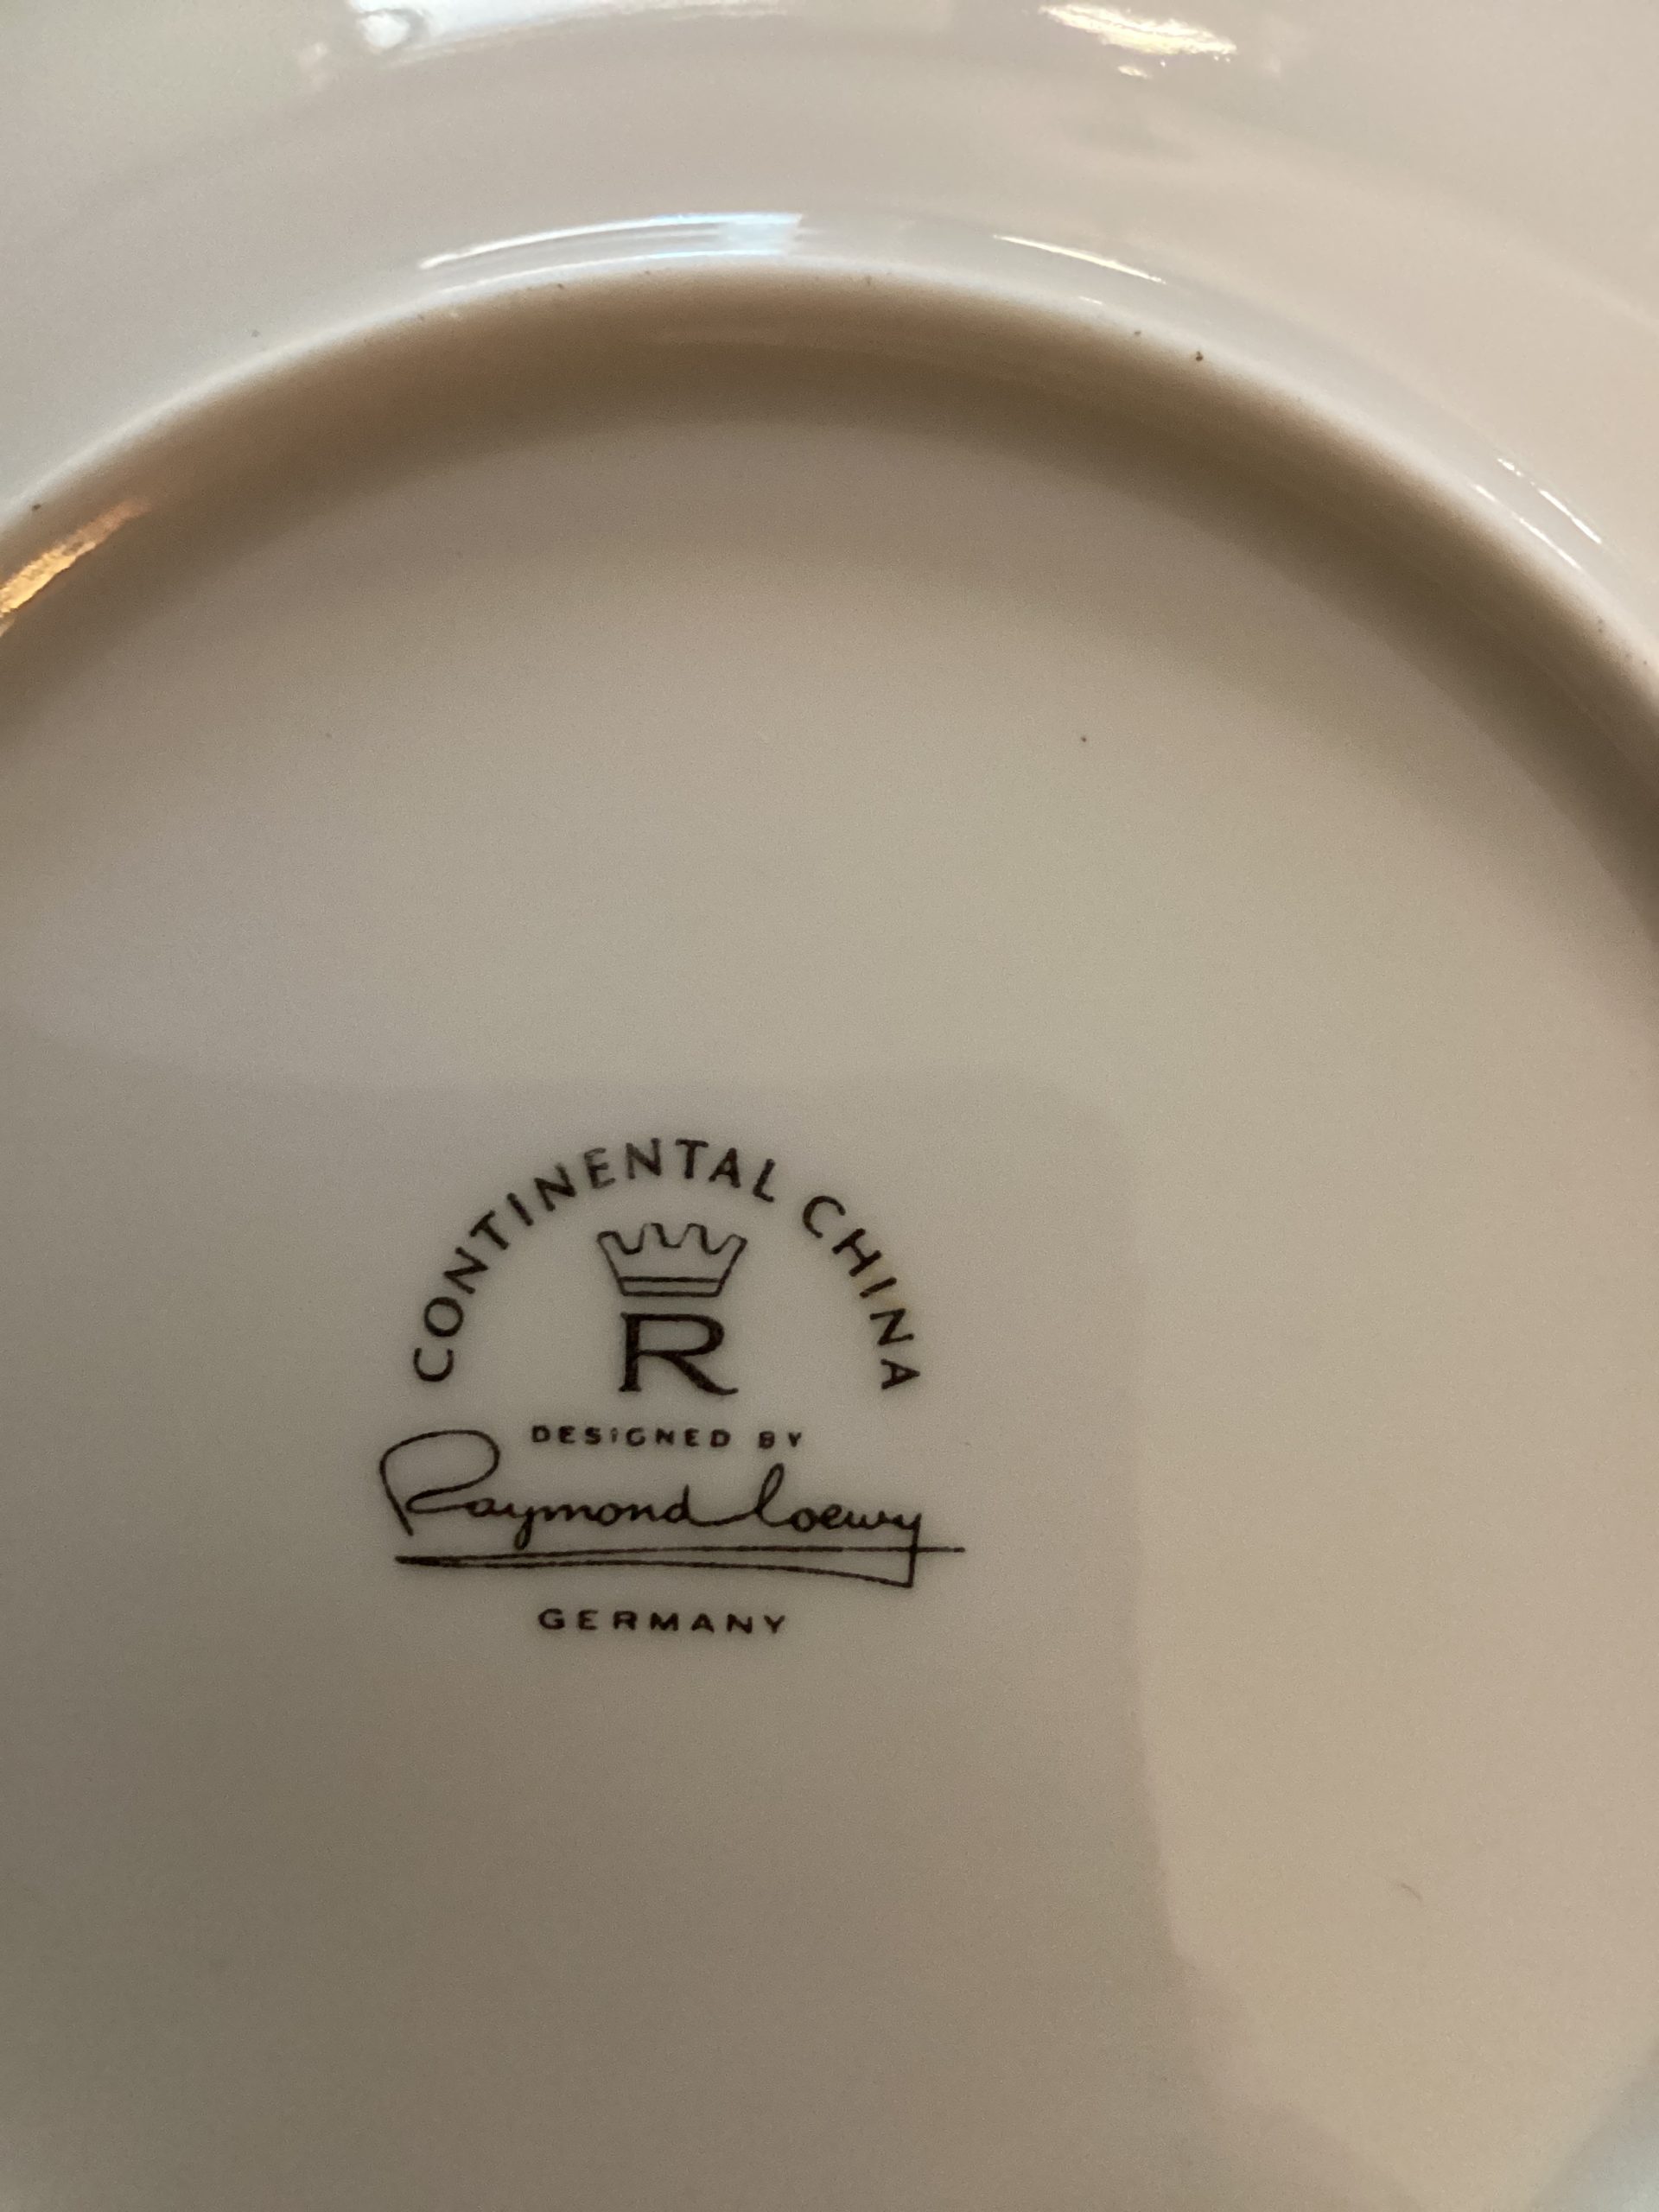 CONTINENTAL CHINA
R
DESIGNED BY
Raymond Loewy
GERMANY